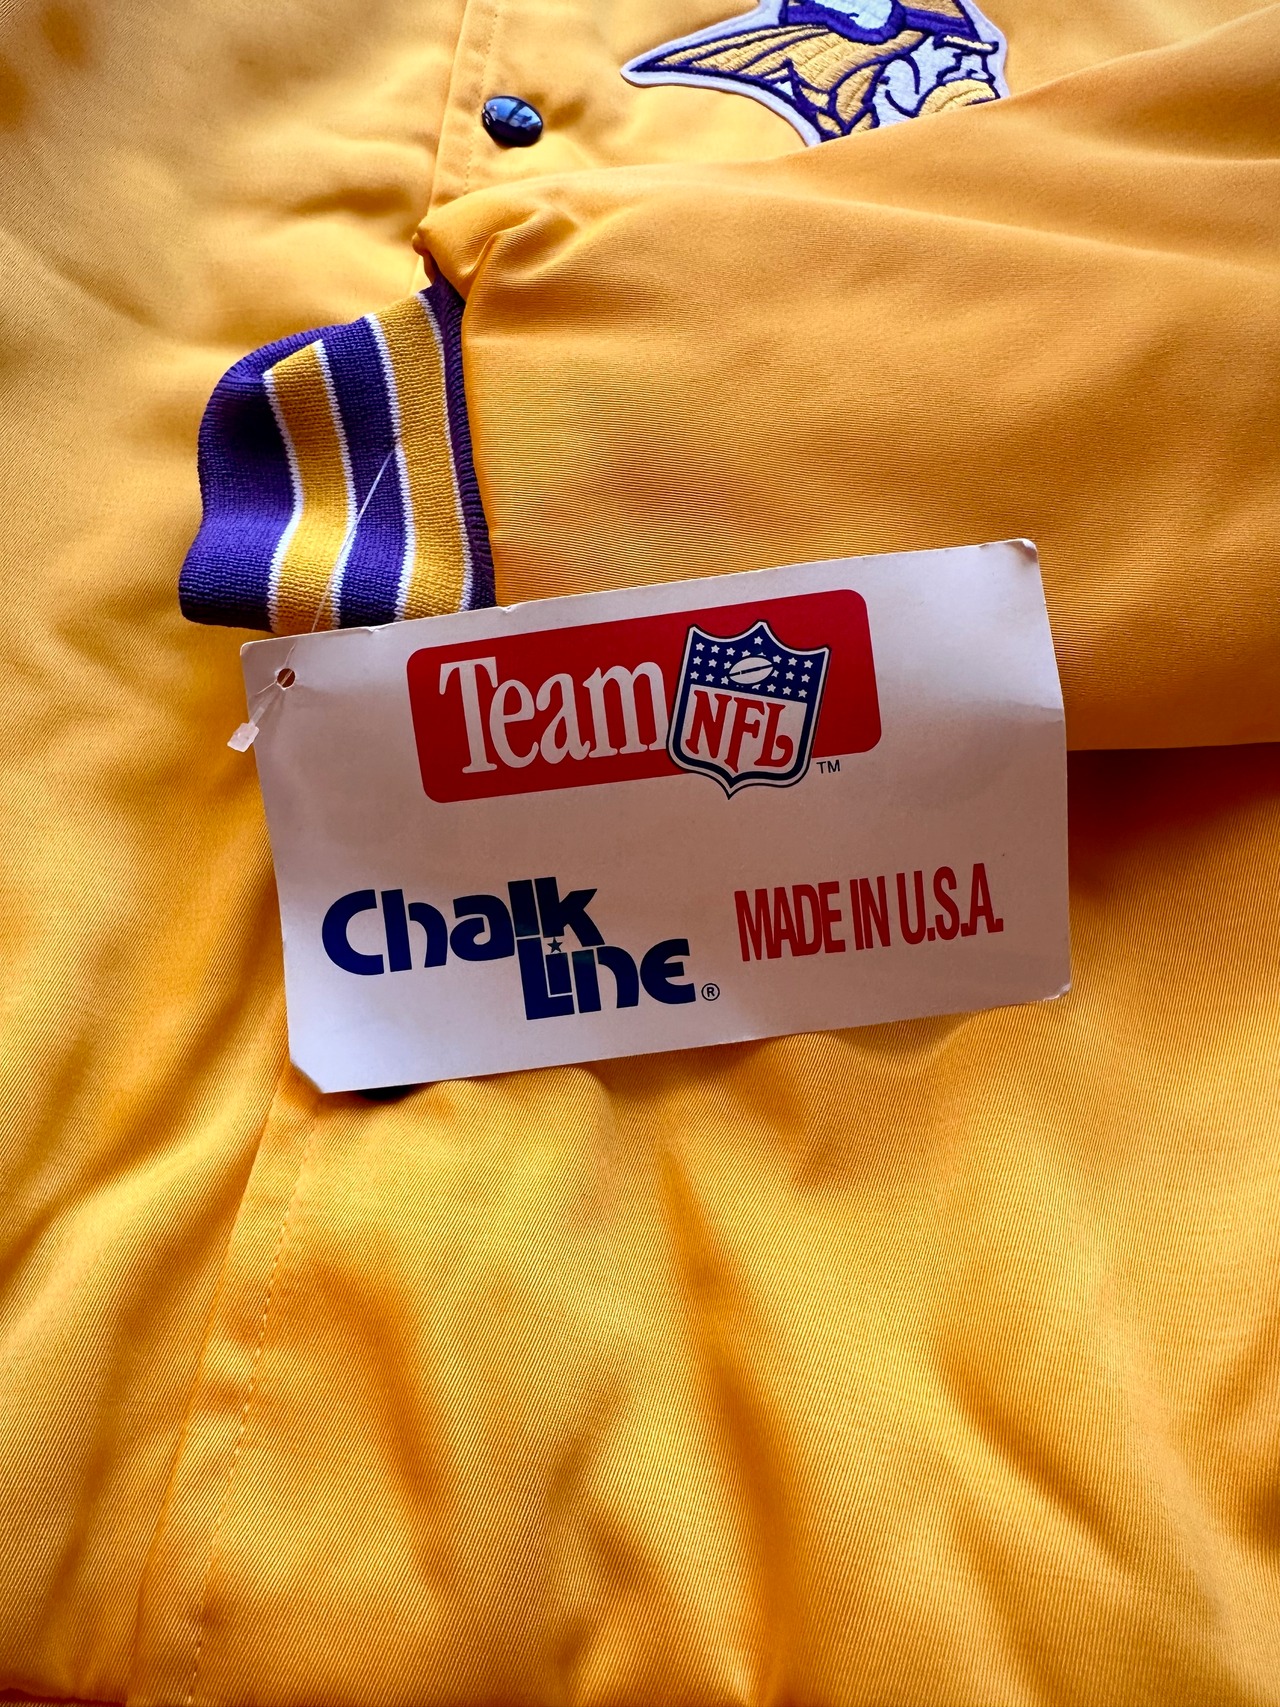 Team NFL
TM
Chalk
Line®
MADE IN U.S.A.